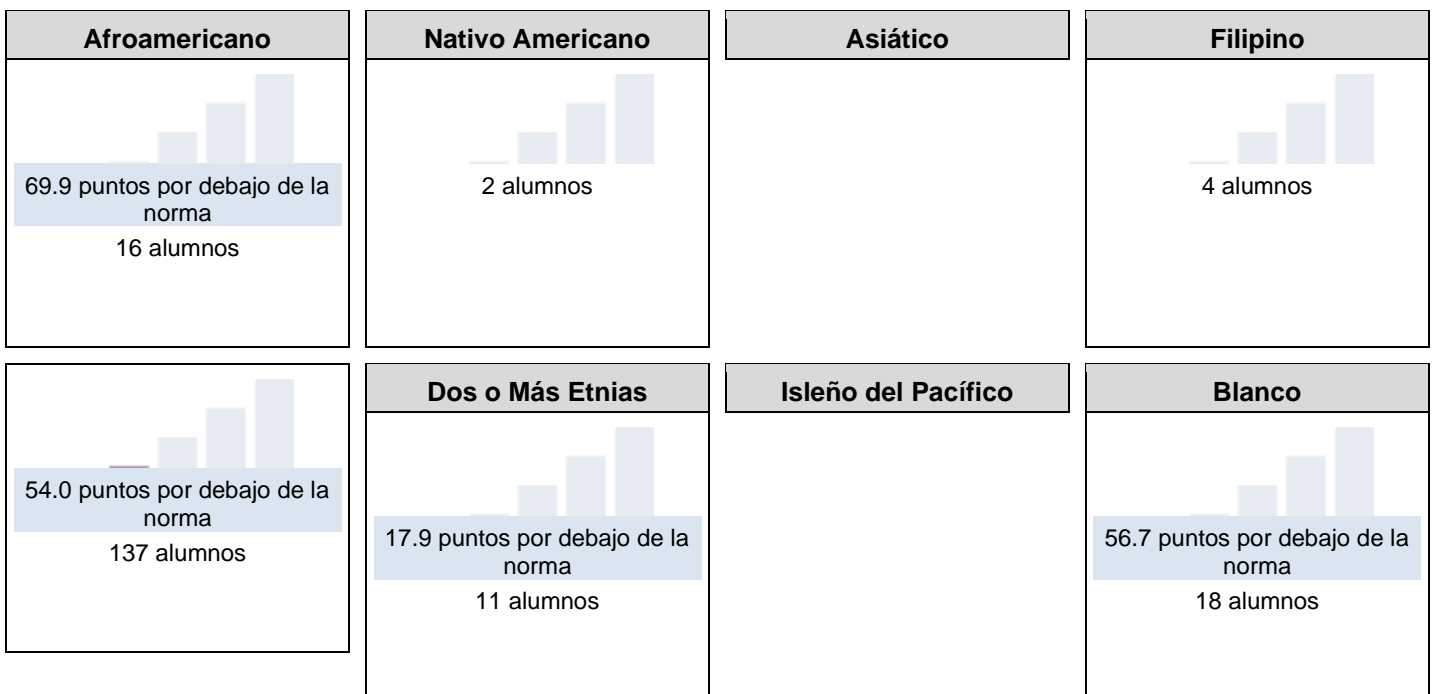 Afroamericano
69.9 puntos por debajo de la
norma
16 alumnos
Nativo Americano
2 alumnos
Asiático
Filipino
4 alumnos
54.0 puntos por debajo de la
norma
137 alumnos
Dos o Más Etnias
17.9 puntos por debajo de la
norma
11 alumnos
Isleño del Pacífico
Blanco
56.7 puntos por debajo de la
norma
18 alumnos